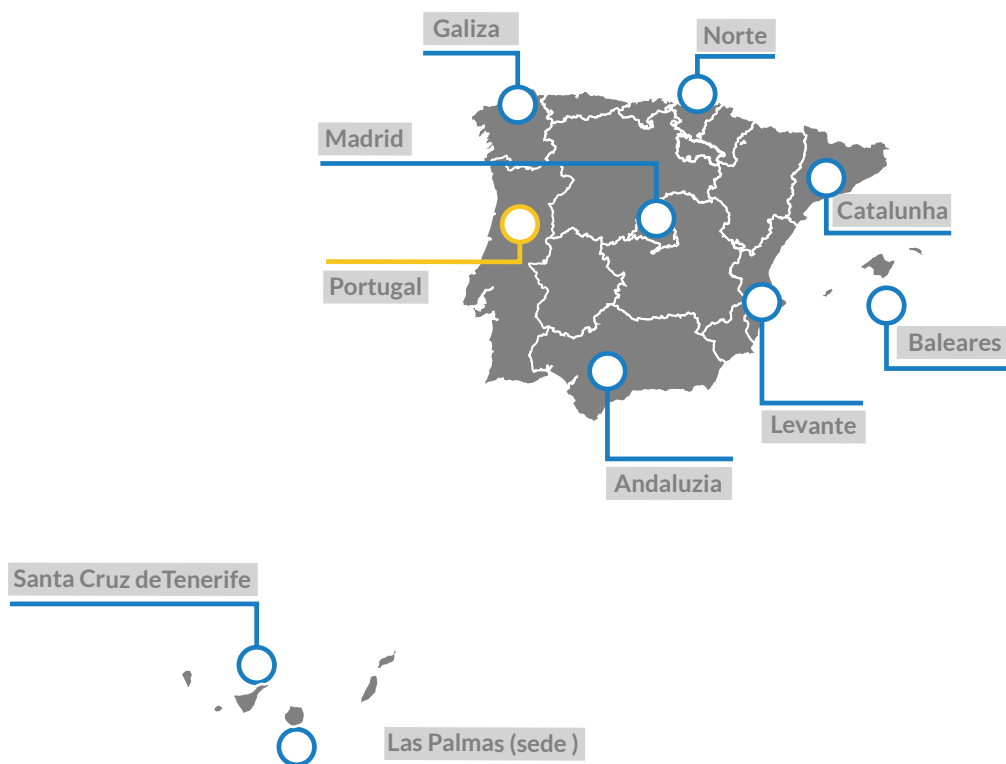 Galiza
Norte
Madrid
Catalunha
Portugal
Baleares
Levante
Andaluzia
Santa Cruz deTenerife
Las Palmas (sede )